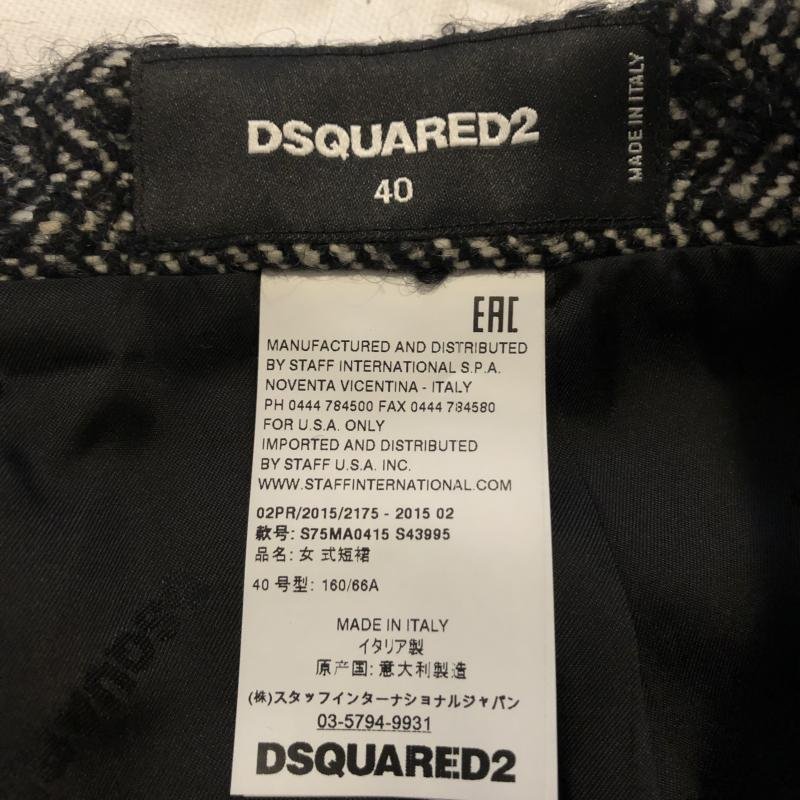 DSQUARED2
40
MADE IN ITALY
EAC
MANUFACTURED AND DISTRIBUTED
BY STAFF INTERNATIONAL S.P.A.
NOVENTA VICENTINA - ITALY
PH 0444 784500 FAX 0444 784580
FOR U.S.A. ONLY
IMPORTED AND DISTRIBUTED
BY STAFF U.S.A. INC.
WWW.STAFFINTERNATIONAL.COM
02PR/2015/2175 - 2015 02
款号: S75MA0415 S43995
品名: 女 式短裙
40 号型: 160/66A
MADE IN ITALY
イタリア製
原产国: 意大利製造
(株)スタッフインターナショナルジャパン
03-5794-9931
DSQUARED2